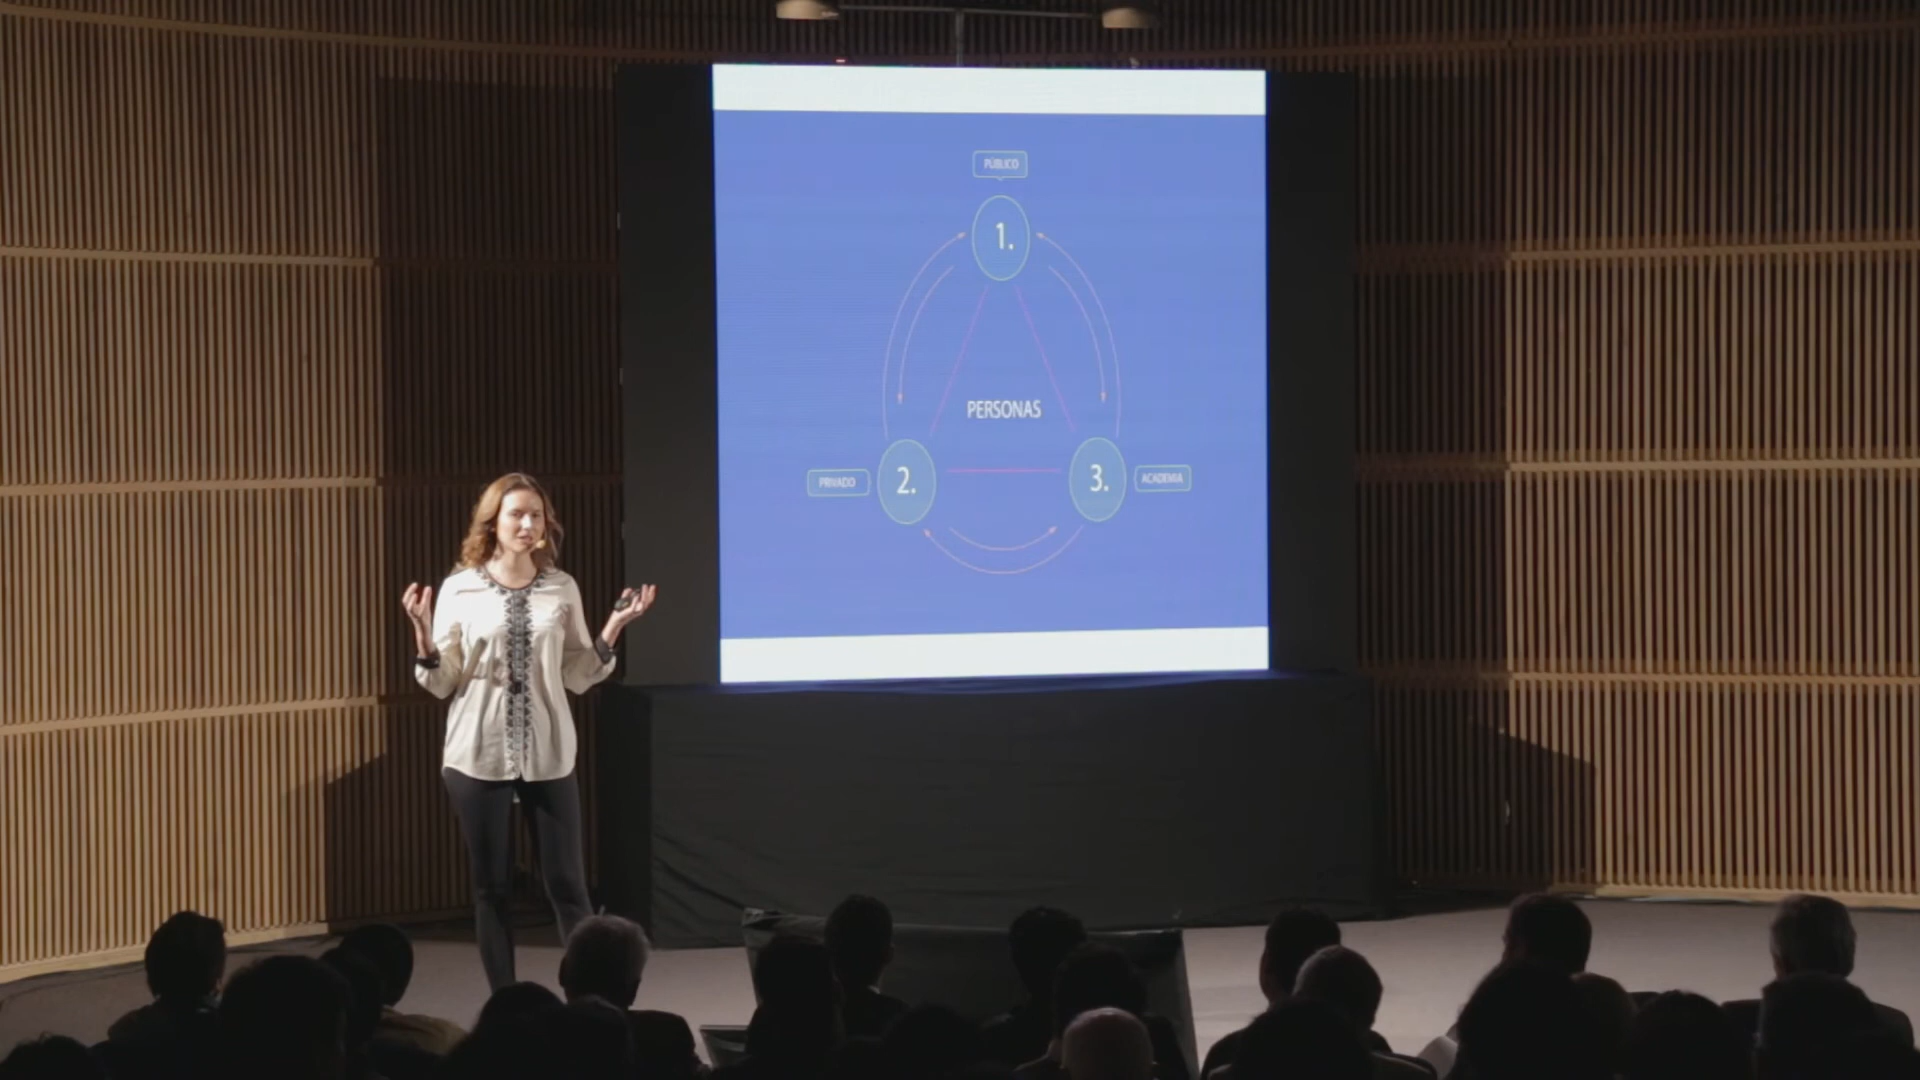 PÚBLICO
1.
PERSONAS
PRIVADO
2.
3.
ACADEMIA